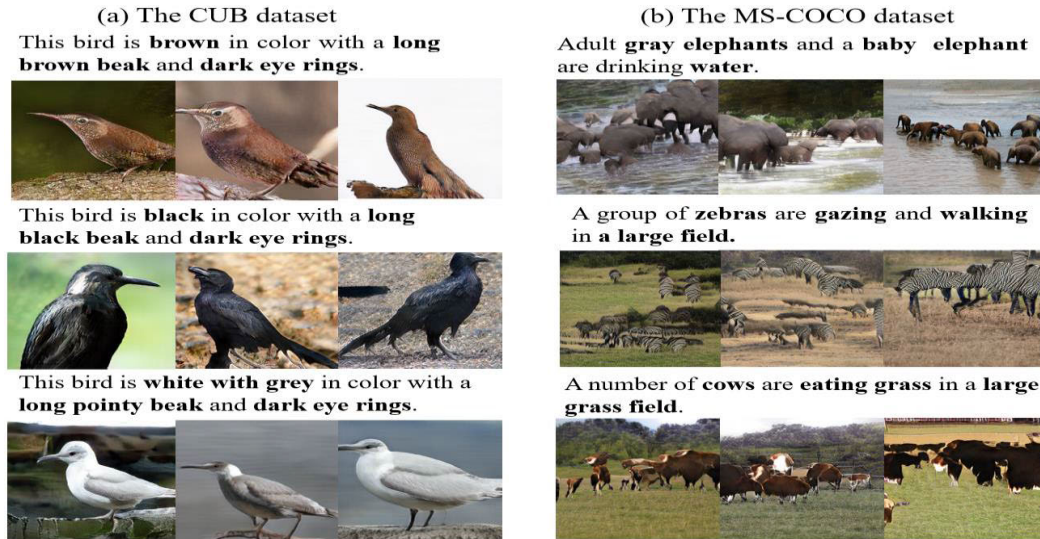 (a) The CUB dataset
This bird is brown in color with a long
brown beak and dark eye rings.
This bird is black in color with a long
black beak and dark eye rings.
This bird is white with grey in color with a
long pointy beak and dark eye rings.
(b) The MS-COCO dataset
Adult gray elephants and a baby elephant
are drinking water.
A group of zebras are gazing and walking
in a large field.
A number of cows are eating grass in a large
grass field.